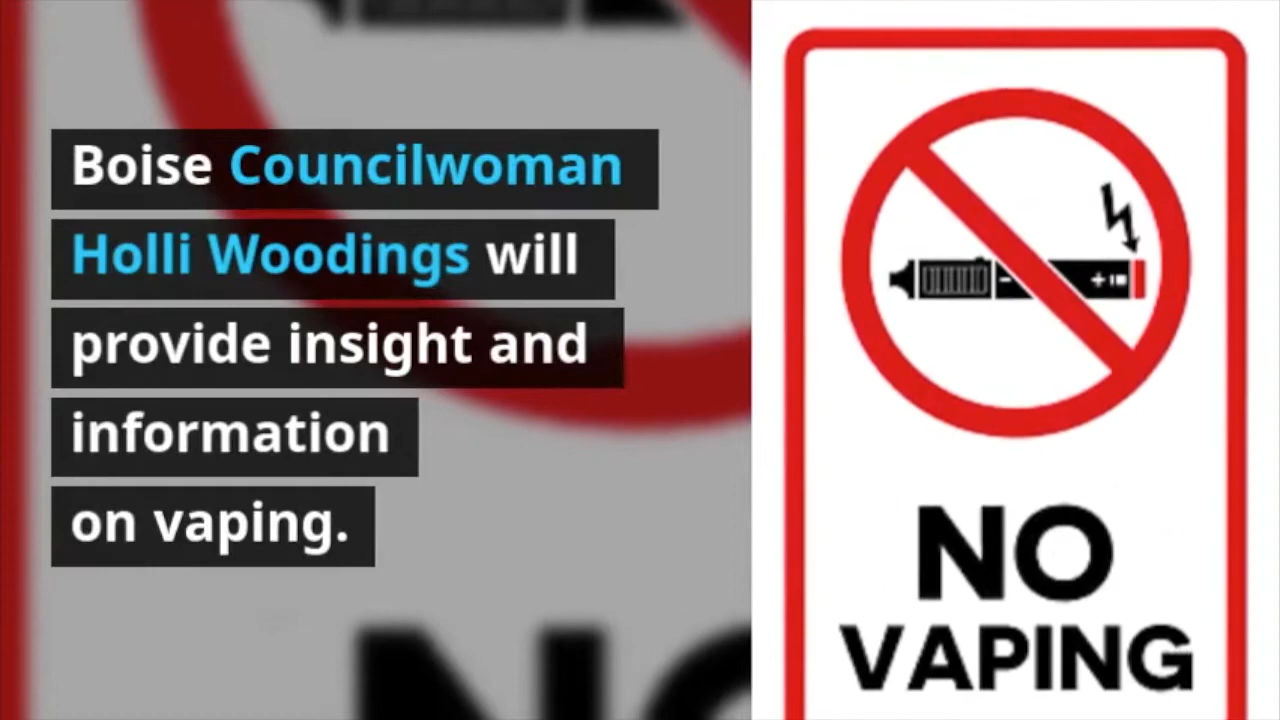 Boise Councilwoman
Holli Woodings will
provide insight and
information
on vaping.
NO
VAPING